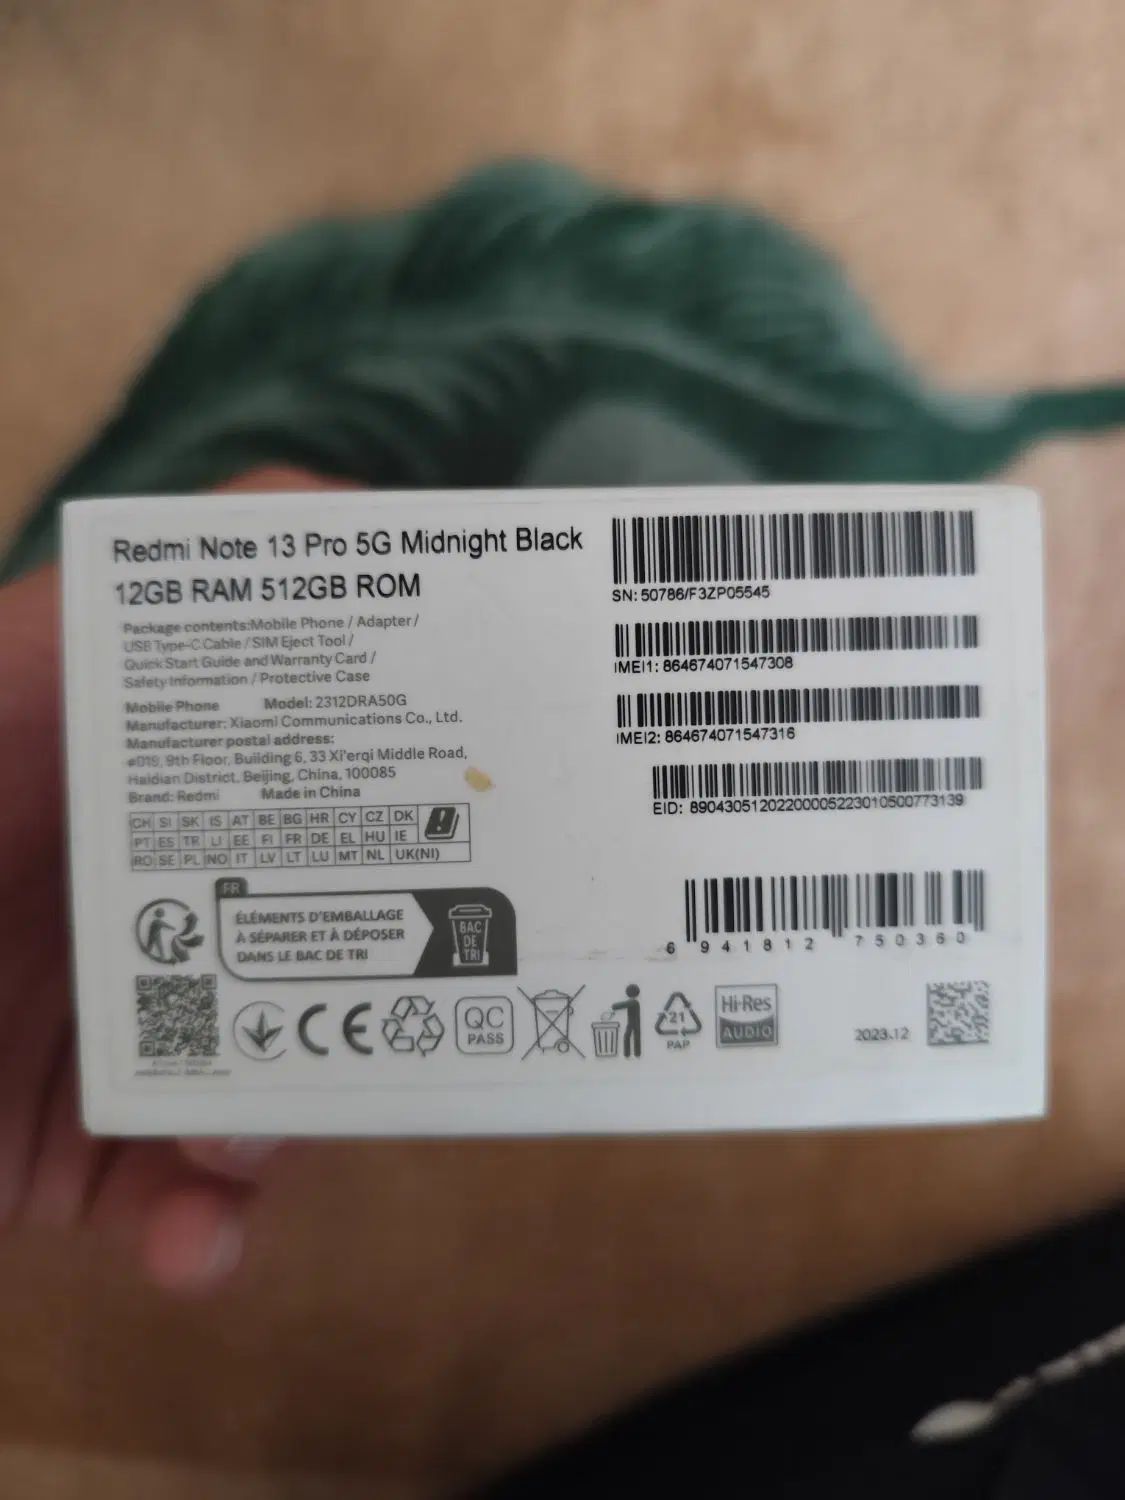 Redmi Note 13 Pro 5G Midnight Black
12GB RAM 512GB ROM
Package contents:Mobile Phone / Adapter /
USB Type-C Cable / SIM Eject Tool /
Quick Start Guide and Warranty Card /
Safety Information / Protective Case
Mobile Phone Model: 2312DRA50G
Manufacturer: Xiaomi Communications Co., Ltd.
Manufacturer postal address:
#019, 9th Floor, Building 6, 33 Xi'erqi Middle Road,
Haidian District, Beijing, China, 100085
Brand: Redmi Made in China
CH SI SK IS AT BE BG HR CY CZ DK
PT ES TR LI EE FI FR DE EL HU IE
RO SE PL NO IT LV LT LU MT NL UK(NI)
FR
ÉLÉMENTS D'EMBALLAGE
À SÉPARER ET À DÉPOSER
DANS LE BAC DE TRI
BAC
DE
TRI
CE
QC
PASS
21
PAP
Hi-Res
AUDIO
SN: 50786/F3ZP05545
IMEI1: 864674071547308
IMEI2: 864674071547316
EID: 89043051202200005223010500773139
6 941812 750360
2023.12